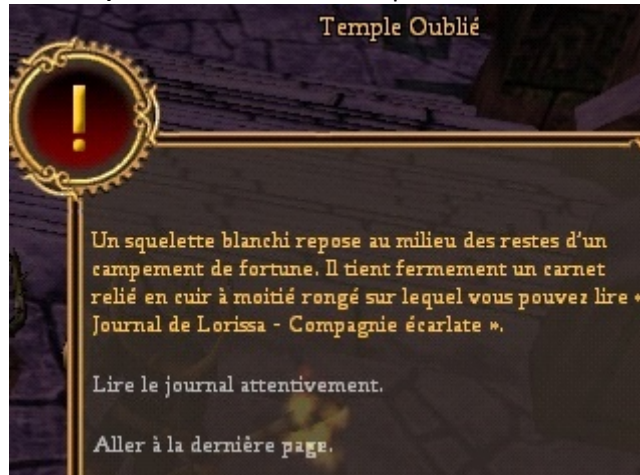 Temple Oublié
Un squelette blanchi repose au milieu des restes d'un
campement de fortune. Il tient fermement un carnet
relié en cuir à moitié rongé sur lequel vous pouvez lire «
Journal de Lorissa - Compagnie écarlate ».
Lire le journal attentivement.
Aller à la dernière page.